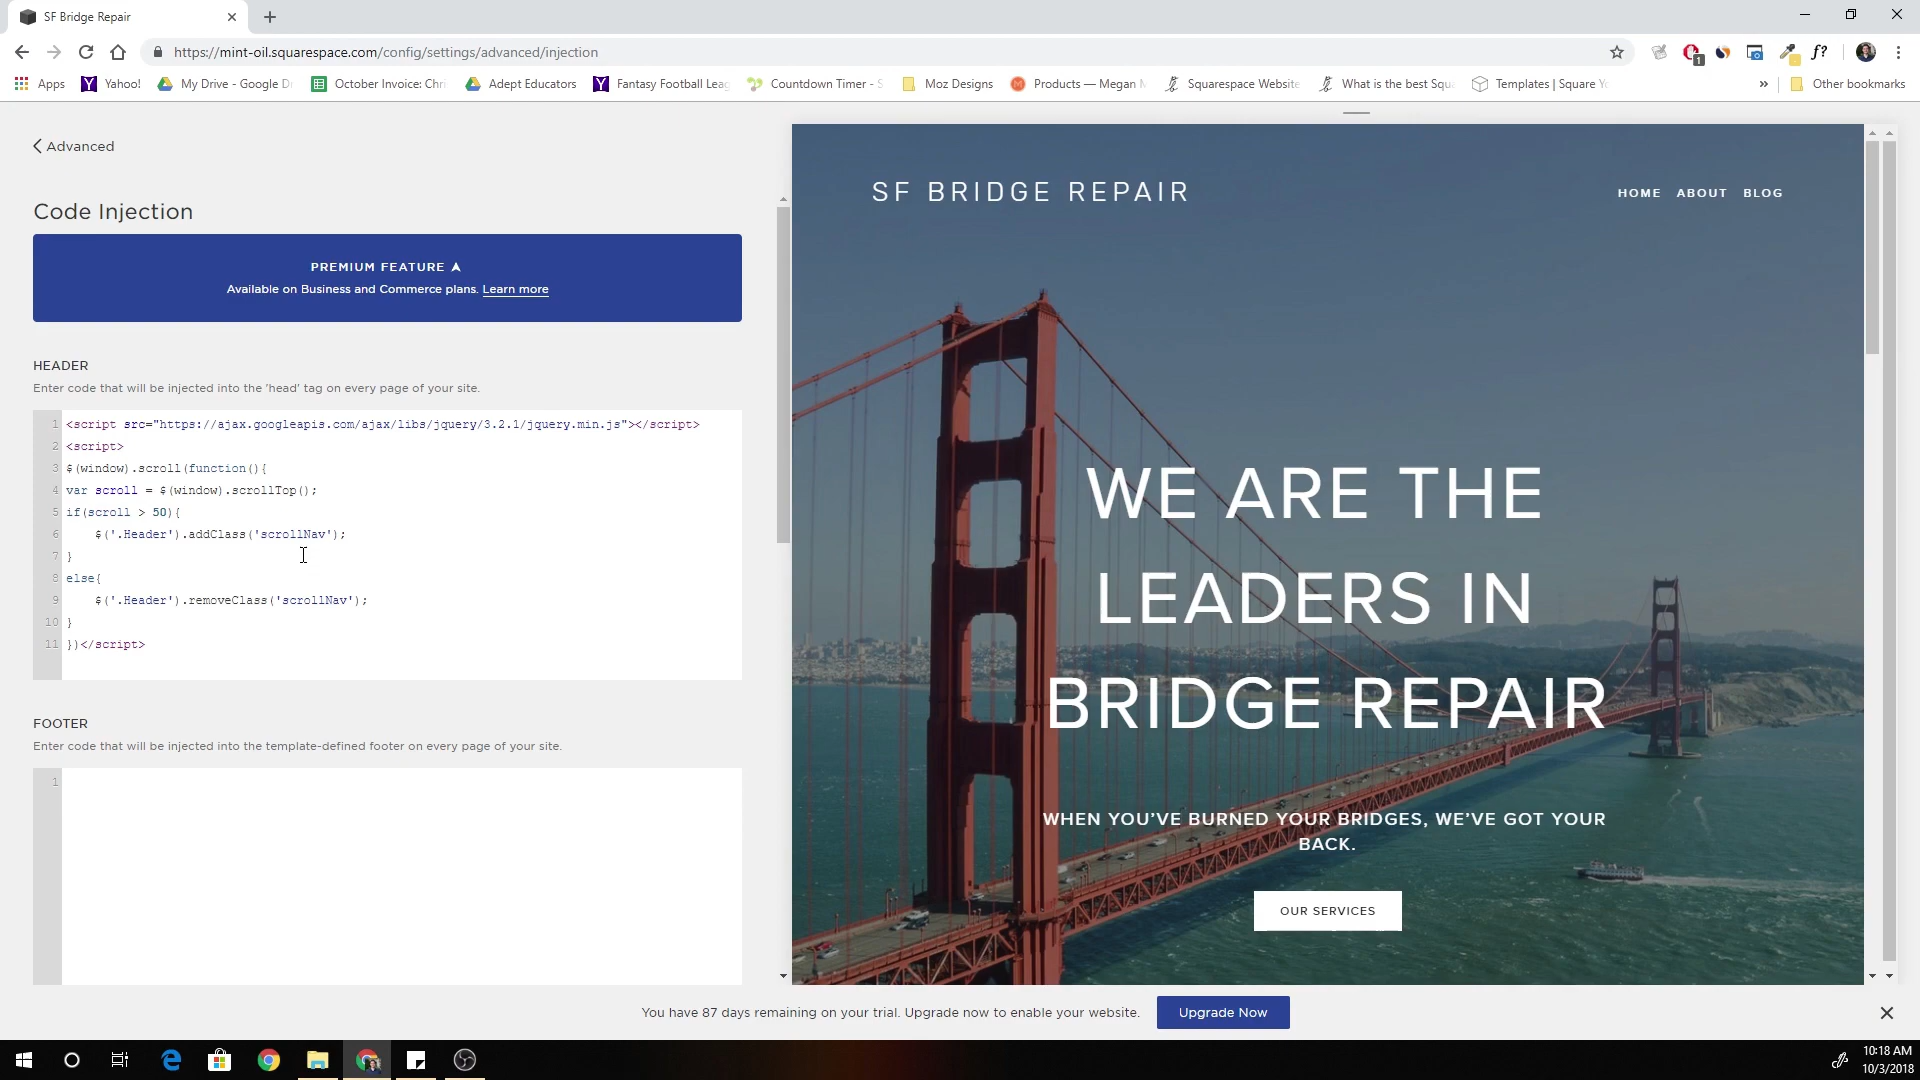 SF Bridge Repair
https://mint-oil.squarespace.com/config/settings/advanced/injection
1
f?
Apps
Yahoo!
My Drive - Google Dr
October Invoice: Chri
Adept Educators
Fantasy Football Leag
Countdown Timer - S
Moz Designs
Products — Megan M
Squarespace Website
What is the best Squa
Templates | Square Yo
»
Other bookmarks
Advanced
Code Injection
PREMIUM FEATURE
Available on Business and Commerce plans. Learn more
HEADER
Enter code that will be injected into the 'head' tag on every page of your site.
1 <script src="https://ajax.googleapis.com/ajax/libs/jquery/3.2.1/jquery.min.js"></script>
2 <script>
3 $(window).scroll(function(){
4 var scroll = $(window).scrollTop();
5 if(scroll > 50){
6 $('.Header').addClass('scrollNav');
7 }
8 else{
9 $('.Header').removeClass('scrollNav');
10 }
11 })</script>
FOOTER
Enter code that will be injected into the template-defined footer on every page of your site.
1
SF BRIDGE REPAIR
HOME ABOUT BLOG
WE ARE THE
LEADERS IN
BRIDGE REPAIR
WHEN YOU’VE BURNED YOUR BRIDGES, WE’VE GOT YOUR
BACK.
OUR SERVICES
You have 87 days remaining on your trial. Upgrade now to enable your website.
Upgrade Now
10:18 AM
10/3/2018